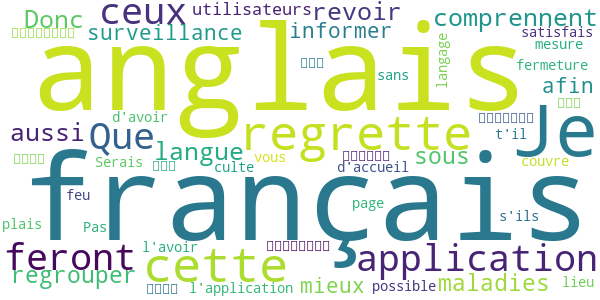 Donc ceux utilisateurs revoir comprennent
surveillance informer langage satisfais
mesure
anglais sans fermeture
afin
d'avoir
aussi Que regrette t'il Je
langue sous
Serais culte vous d'accueil couvre
feu français
page
plais Pas s'ils
feront l'avoir cette application
regrouper l'application mieux possible maladies lieu